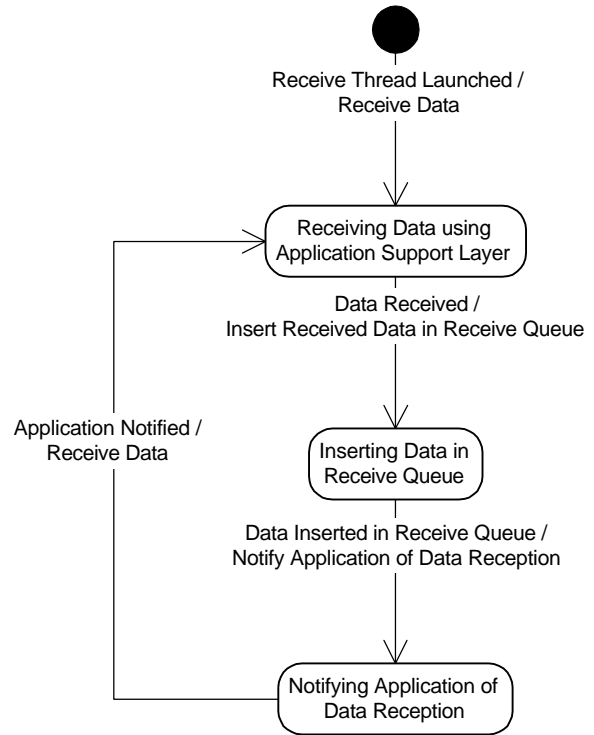 Receive Thread Launched /
Receive Data
Receiving Data using
Application Support Layer
Data Received /
Insert Received Data in Receive Queue
Application Notified /
Receive Data
Inserting Data in
Receive Queue
Data Inserted in Receive Queue /
Notify Application of Data Reception
Notifying Application of
Data Reception